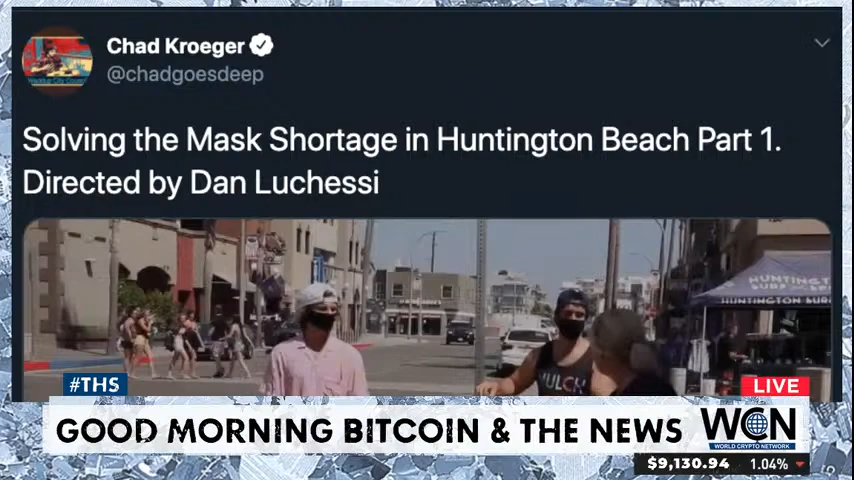 Chad Kroeger
@chadgoesdeep
Solving the Mask Shortage in Huntington Beach Part 1.
Directed by Dan Luchessi
HUNTINGTON
HUNTINGTON
#THS
LIVE
GOOD MORNING BITCOIN & THE NEWS
WCN
WORLD CRYPTO NETWORK
$9,130.94 1.04%